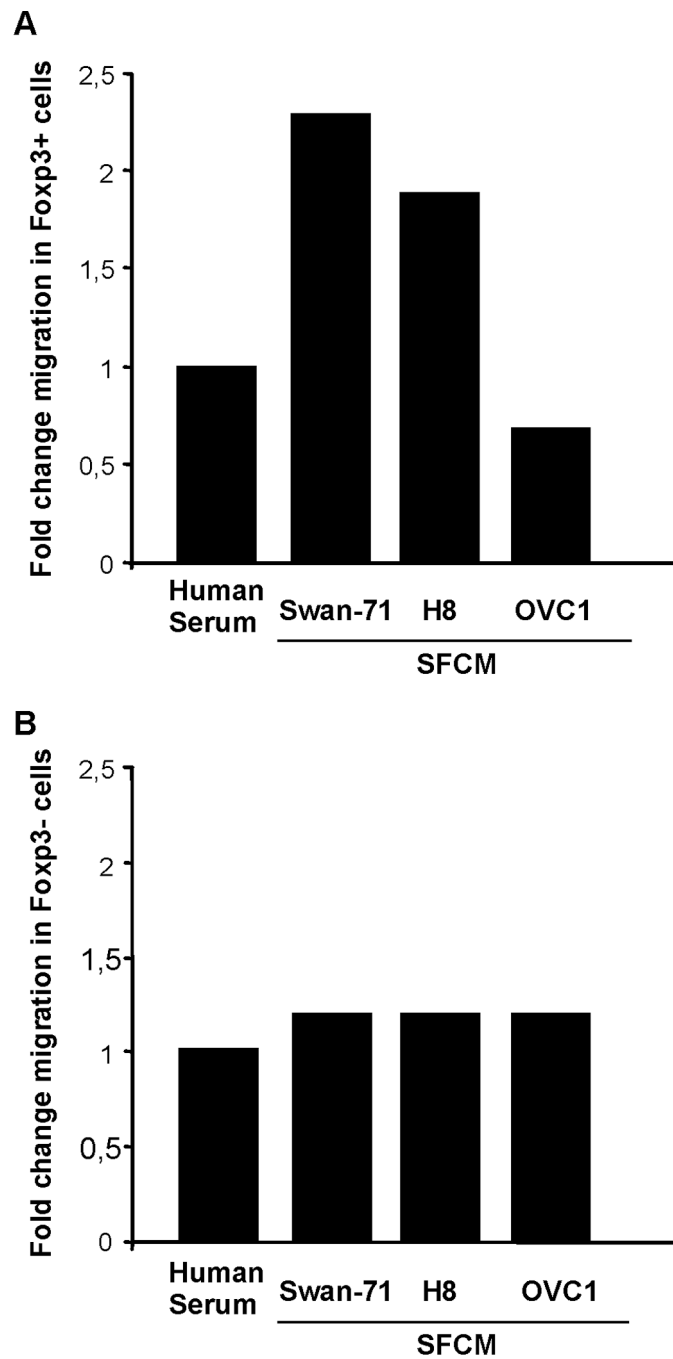 A
Fold change migration in Foxp3+ cells
2,5
2
1,5
1
0,5
0
Human
Serum
Swan-71 H8 OVC1
SFCM
B
Fold change migration in Foxp3- cells
2,5
2
1,5
1
0,5
0
Human
Serum
Swan-71 H8 OVC1
SFCM